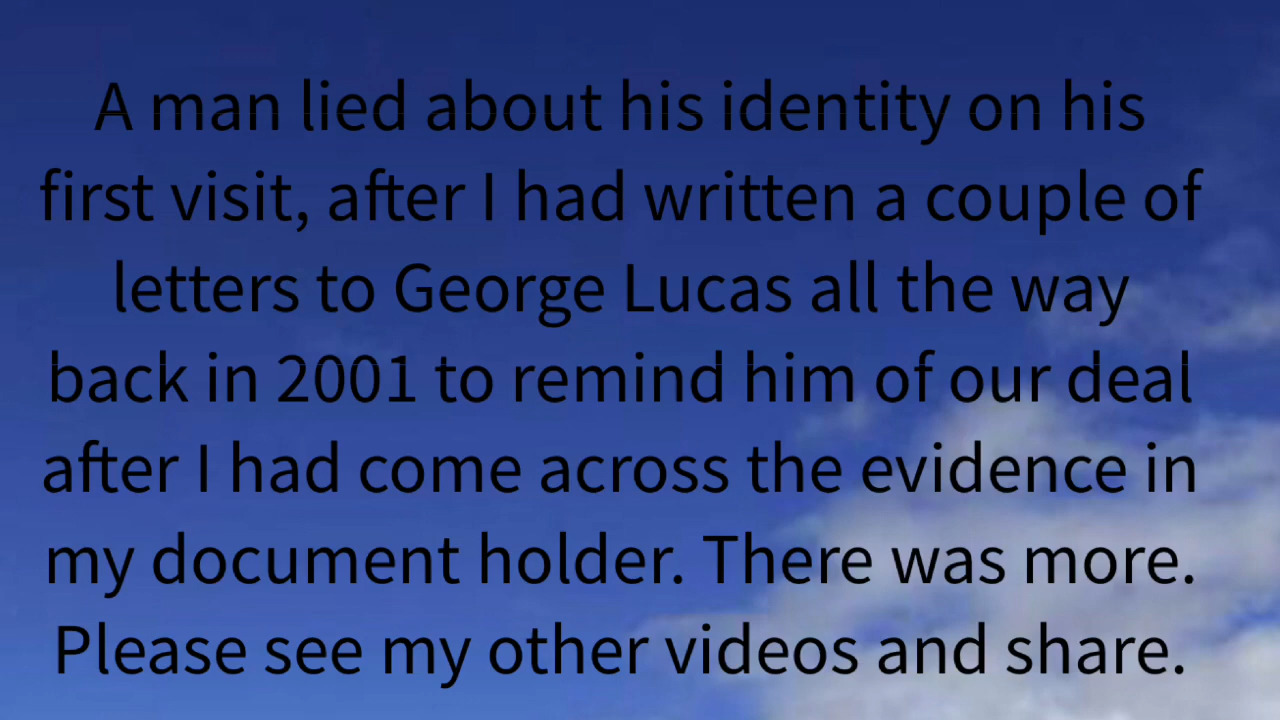 A man lied about his identity on his
first visit, after I had written a couple of
letters to George Lucas all the way
back in 2001 to remind him of our deal
after I had come across the evidence in
my document holder. There was more.
Please see my other videos and share.